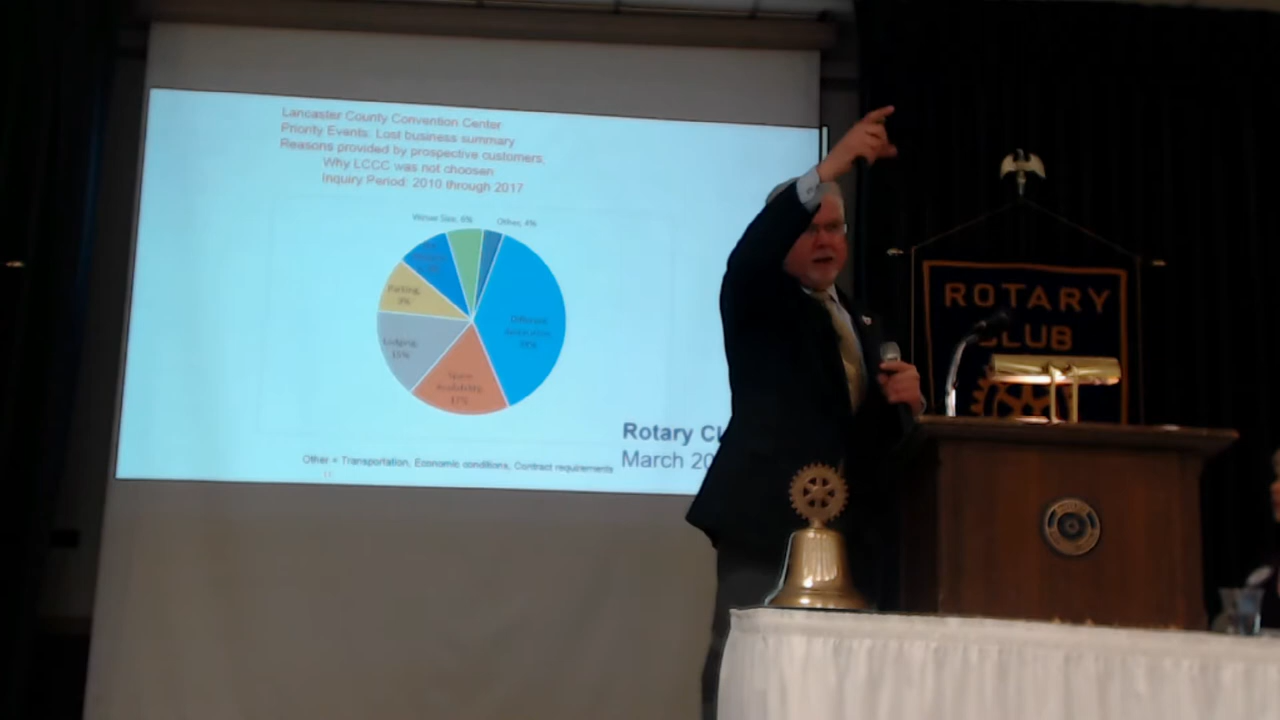 Lancaster County Convention Center
Priority Events: Lost business summary
Reasons provided by prospective customers,
Why LCCC was not choosen
Inquiry Period: 2010 through 2017
Venue Size, 6%
Other, 4%
Parking,
9%
Different
Lodging,
15%
Space
Availability,
17%
Rotary Cl
March 20
Other = Transportation, Economic conditions, Contract requirements
ROTARY
CLUB